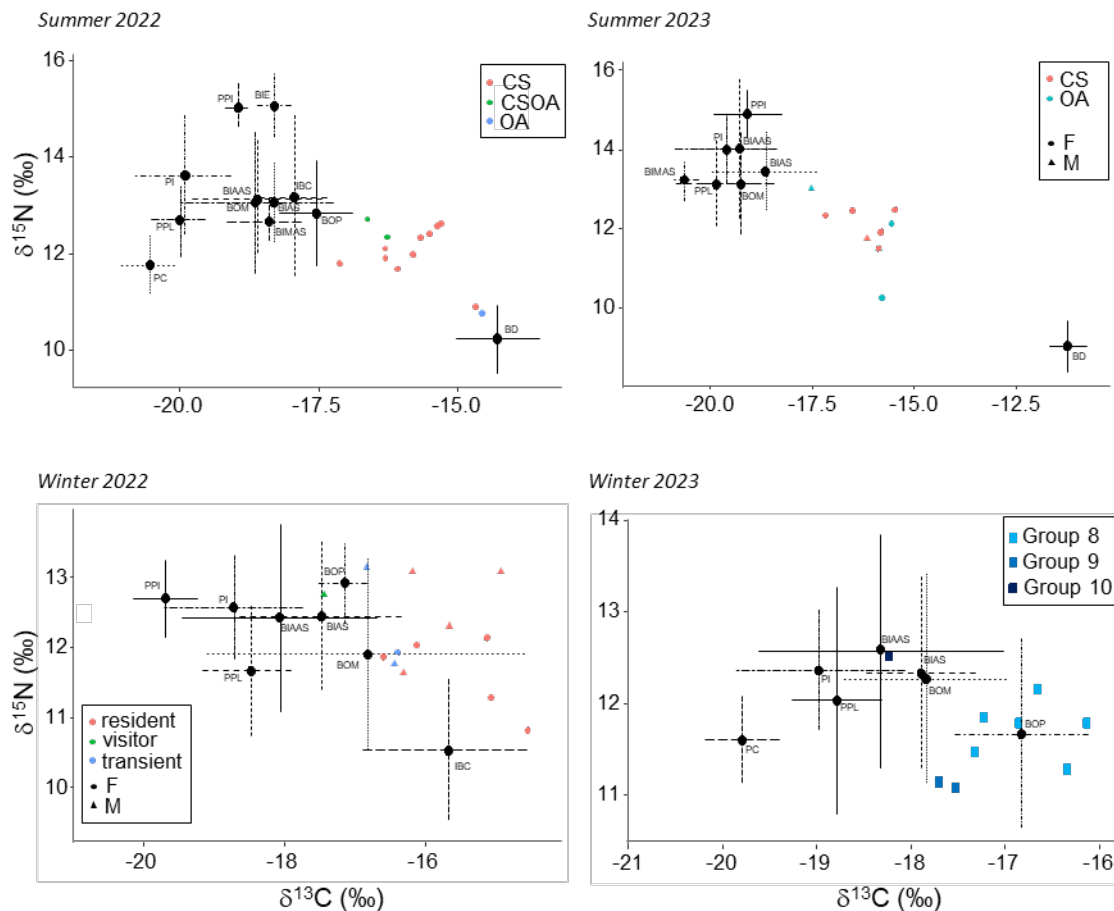 Summer 2022
Summer 2023
16
14
12
10
δ15N (‰)
PPI
BIE
PI
BIAAS
BOM
BIAS
IBC
BOP
PPL
BIMAS
PC
BD
CS
CSOA
OA
-20.0
-17.5
-15.0
16
14
12
10
PPI
PI
BIAAS
BIAS
BIMAS
PPL
BOM
BD
CS
OA
F
M
-20.0
-17.5
-15.0
-12.5
Winter 2022
Winter 2023
13
12
11
10
δ15N (‰)
PPI
PI
BIAAS
BIAS
BOP
PPL
BOM
IBC
resident
visitor
transient
F
M
-20
-18
-16
δ13C (‰)
14
13
12
11
BIAAS
PI
BIAS
BOM
PPL
PC
BOP
Group 8
Group 9
Group 10
-21
-20
-19
-18
-17
-16
δ13C (‰)